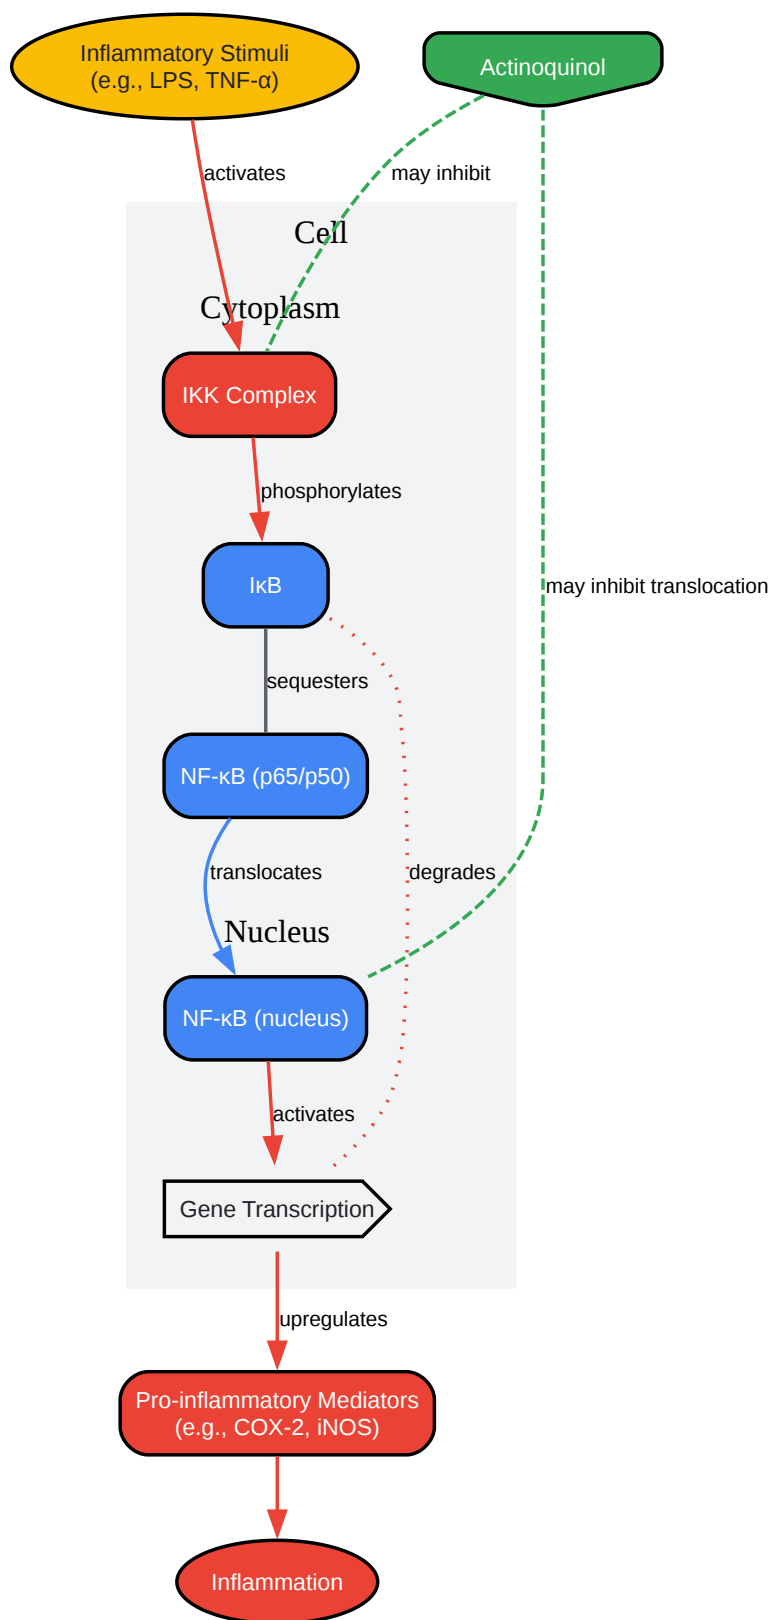 Inflammatory Stimuli
(e.g., LPS, TNF-α)
Actinoquinol
activates
may inhibit
Cell
Cytoplasm
IKK Complex
phosphorylates
IκB
may inhibit translocation
sequesters
NF-κB (p65/p50)
translocates
degrades
Nucleus
NF-κB (nucleus)
activates
Gene Transcription
upregulates
Pro-inflammatory Mediators
(e.g., COX-2, iNOS)
Inflammation